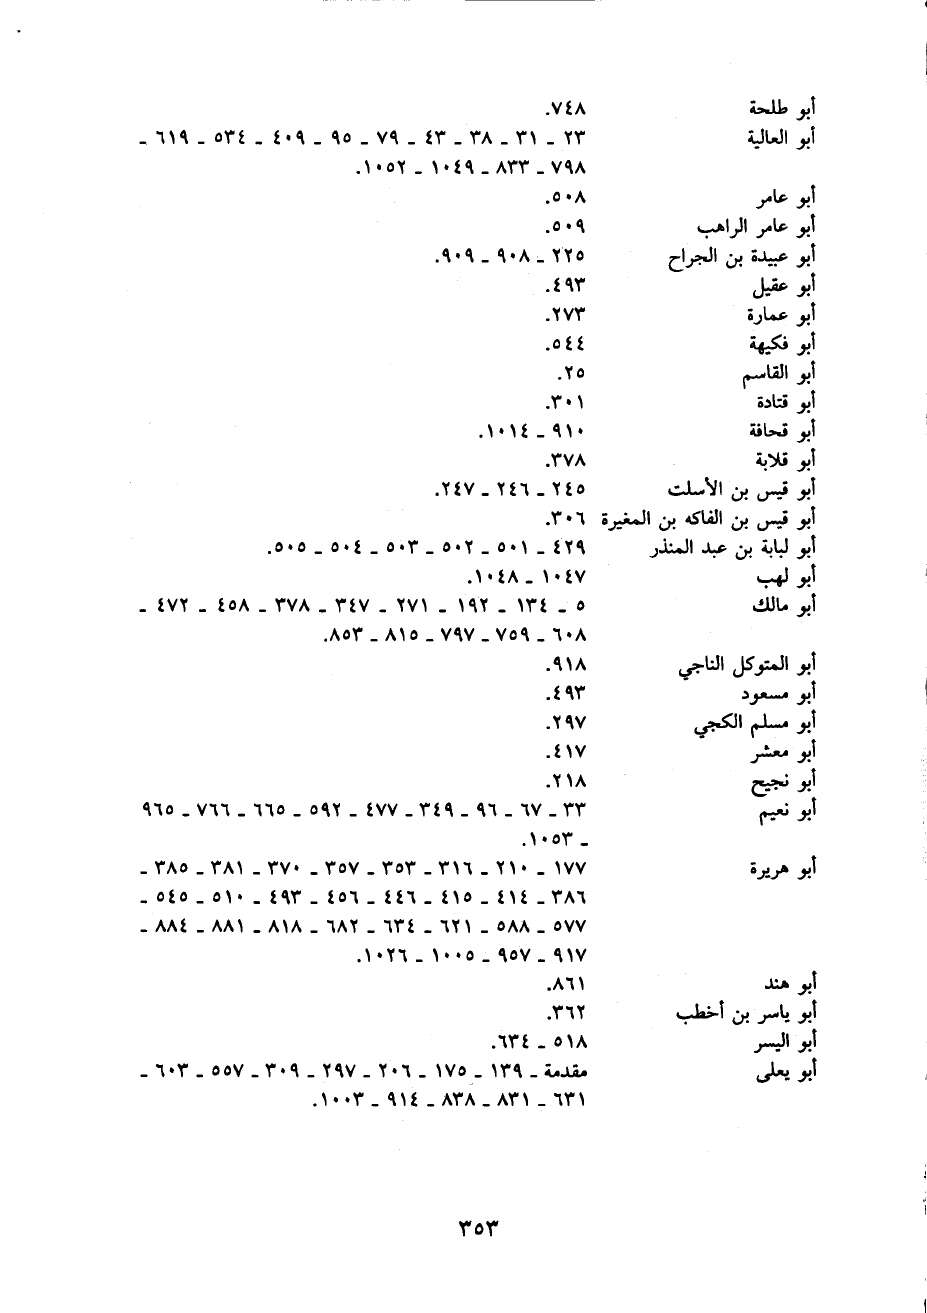 أبو طلحة ٧٤٨.
أبو العالية ٢٣ ـ ٣١ ـ ٣٨ ـ ٤٣ ـ ٧٩ ـ ٩٥ ـ ٤٠٩ ـ ٥٣٤ ـ ٦١٩ ـ
٧٩٨ ـ ٨٣٣ ـ ١٠٤٩ ـ ١٠٥٢.
أبو عامر ٥٠٨.
أبو عامر الراهب ٥٠٩.
أبو عبيدة بن الجراح ٢٢٥ ـ ٩٠٨ ـ ٩٠٩.
أبو عقيل ٤٩٣.
أبو عمارة ٢٧٣.
أبو فكيهة ٥٤٤.
أبو القاسم ٢٥.
أبو قتادة ٣٠١.
أبو قحافة ٩١٠ ـ ١٠١٤.
أبو قلابة ٣٧٨.
أبو قيس بن الأسلت ٢٤٥ ـ ٢٤٦ ـ ٢٤٧.
أبو قيس بن الفاكه بن المغيرة ٣٠٦.
أبو لبابة بن عبد المنذر ٤٢٩ ـ ٥٠١ ـ ٥٠٢ ـ ٥٠٣ ـ ٥٠٤ ـ ٥٠٥.
أبو لهب ١٠٤٧ ـ ١٠٤٨.
أبو مالك ٥ ـ ١٣٤ ـ ١٩٢ ـ ٢٧١ ـ ٣٤٧ ـ ٣٧٨ ـ ٤٥٨ ـ ٤٧٢ ـ
٦٠٨ ـ ٧٥٩ ـ ٧٩٧ ـ ٨١٥ ـ ٨٥٣.
أبو المتوكل الناجي ٩١٨.
أبو مسعود ٤٩٣.
أبو مسلم الكجي ٢٩٧.
أبو معشر ٤١٧.
أبو نجيح ٢١٨.
أبو نعيم ٣٣ ـ ٦٧ ـ ٩٦ ـ ٣٤٩ ـ ٤٧٧ ـ ٥٩٢ ـ ٦٦٥ ـ ٧٦٦ ـ ٩٦٥
ـ ١٠٥٣.
أبو هريرة ١٧٧ ـ ٢١٠ ـ ٣١٦ ـ ٣٥٣ ـ ٣٥٧ ـ ٣٧٠ ـ ٣٨١ ـ ٣٨٥ ـ
٣٨٦ ـ ٤١٤ ـ ٤١٥ ـ ٤٤٦ ـ ٤٥٦ ـ ٤٩٣ ـ ٥١٠ ـ ٥٤٥ ـ
٥٧٧ ـ ٥٨٨ ـ ٦٢١ ـ ٦٣٤ ـ ٦٨٢ ـ ٨١٨ ـ ٨٨١ ـ ٨٨٤ ـ
٩١٧ ـ ٩٥٧ ـ ١٠٠٥ ـ ١٠٢٦.
أبو هند ٨٦١.
أبو ياسر بن أخطب ٣٦٢.
أبو اليسر ٥١٨ ـ ٦٣٤.
أبو يعلى مقدمة ـ ١٣٩ ـ ١٧٥ ـ ٢٠٦ ـ ٢٩٧ ـ ٣٠٩ ـ ٥٥٧ ـ ٦٠٣ ـ
٦٣١ ـ ٨٣١ ـ ٨٣٨ ـ ٩١٤ ـ ١٠٠٣.
٣٥٣